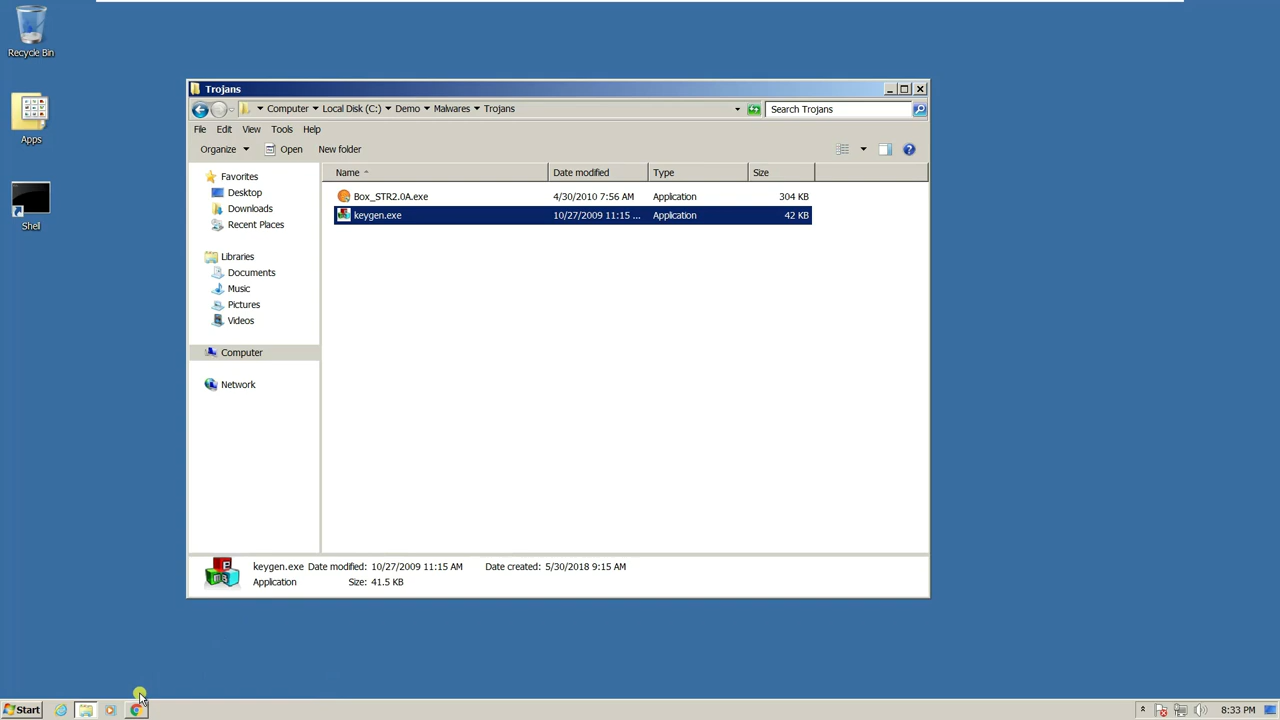 Recycle Bin
Apps
Shell
Trojans
Computer Local Disk (C:) Demo Malwares Trojans
Search Trojans
File Edit View Tools Help
Organize Open New folder
Favorites
Desktop
Downloads
Recent Places
Libraries
Documents
Music
Pictures
Videos
Computer
Network
Name Date modified Type Size
Box_STR2.0A.exe 4/30/2010 7:56 AM Application 304 KB
keygen.exe 10/27/2009 11:15 ... Application 42 KB
keygen.exe Date modified: 10/27/2009 11:15 AM Date created: 5/30/2018 9:15 AM
Application Size: 41.5 KB
Start 8:33 PM